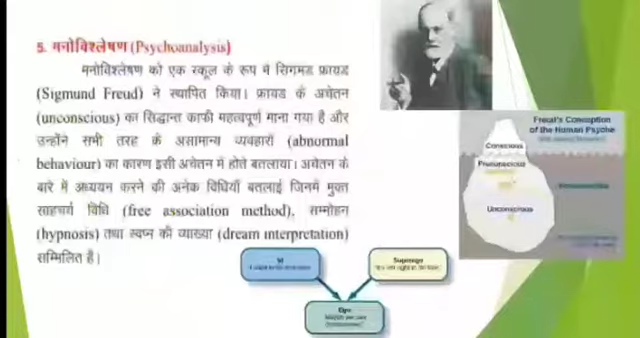 5. मनोविश्लेषण (Psychoanalysis)
मनोविश्लेषण को एक स्कूल के रूप में सिगमंड फ्रायड
(Sigmund Freud) ने स्थापित किया। फ्रायड के अचेतन
(unconscious) का सिद्धान्त काफी महत्वपूर्ण माना गया है और
उन्होंने सभी तरह के असामान्य व्यवहारों (abnormal
behaviour) का कारण इसी अचेतन में होते बतलाया। अचेतन के
बारे में अध्ययन करने की अनेक विधियाँ बतलाई जिनमें मुक्त
साहचर्य विधि (free association method), सम्मोहन
(hypnosis) तथा स्वप्न की व्याख्या (dream interpretation)
सम्मिलित है।
Freud's Conception
of the Human Psyche
Conscious
Preconscious
Unconscious
Id
Superego
Ego